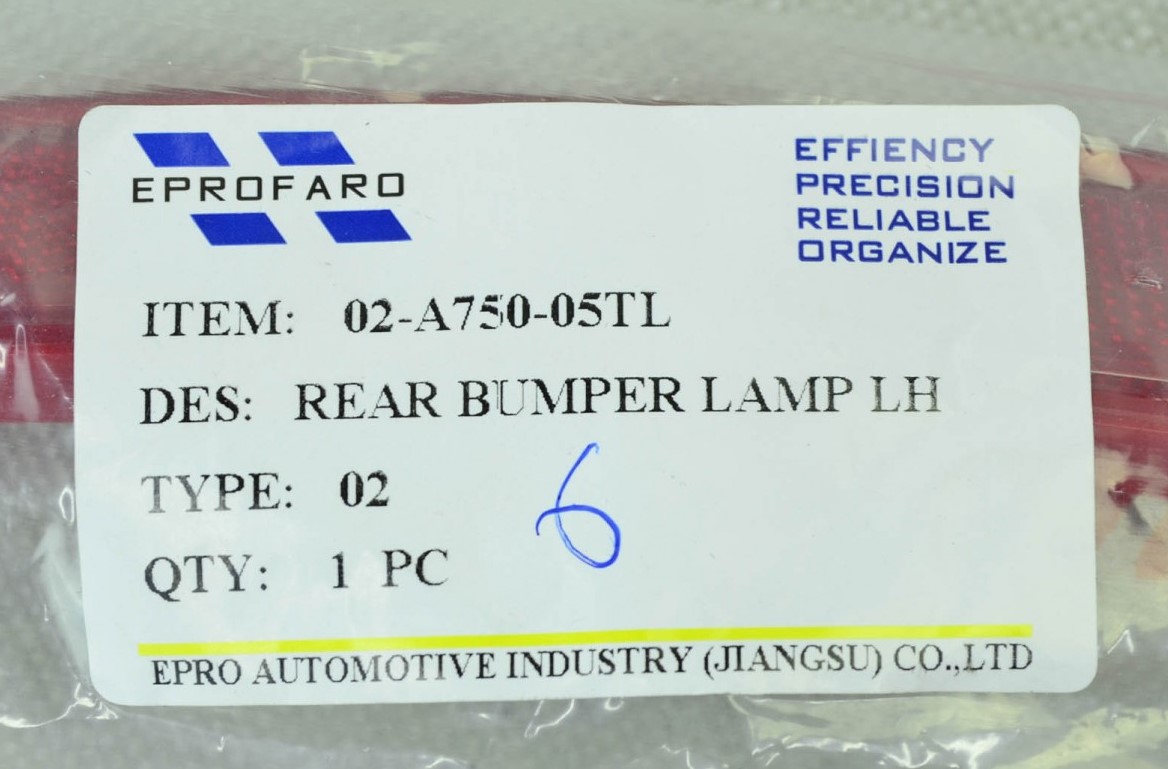 EPROFARO
EFFIENCY
PRECISION
RELIABLE
ORGANIZE
ITEM: 02-A750-05TL
DES: REAR BUMPER LAMP LH
TYPE: 02
6
QTY: 1 PC
EPRO AUTOMOTIVE INDUSTRY (JIANGSU) CO.,LTD